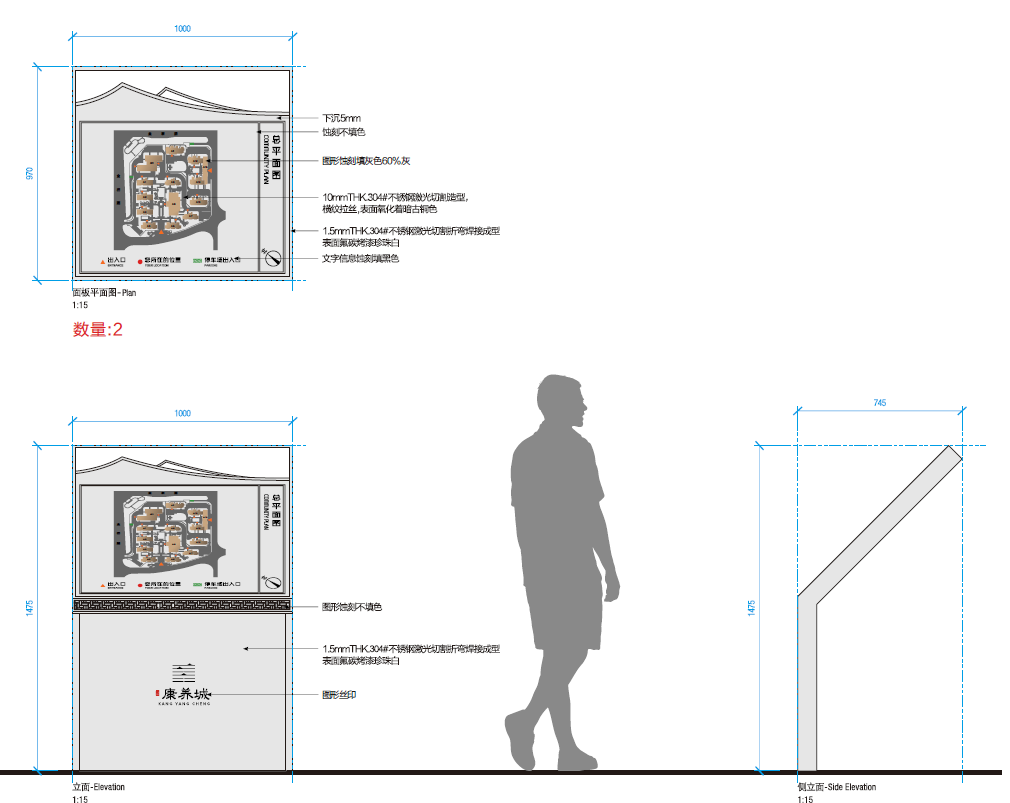 1000
970
下沉5mm
蚀刻不填色
图形蚀刻填灰色60%灰
10mmTHK.304#不锈钢激光切割造型,
横纹拉丝,表面氧化着暗古铜色
1.5mmTHK.304#不锈钢激光切割折弯焊接成型
表面氟碳烤漆珍珠白
文字信息蚀刻填黑色
总平面图
COMMUNITY PLAN
出入口
ENTRANCE
您所在的位置
停车场出入口
面板平面图-Plan
1:15
数量:2
1000
1475
总平面图
COMMUNITY PLAN
出入口
您所在的位置
停车场出入口
图形蚀刻不填色
1.5mmTHK.304#不锈钢激光切割折弯焊接成型
表面氟碳烤漆珍珠白
图形丝印
康养城
KANG YANG CHENG
立面-Elevation
1:15
745
1475
侧立面-Side Elevation
1:15